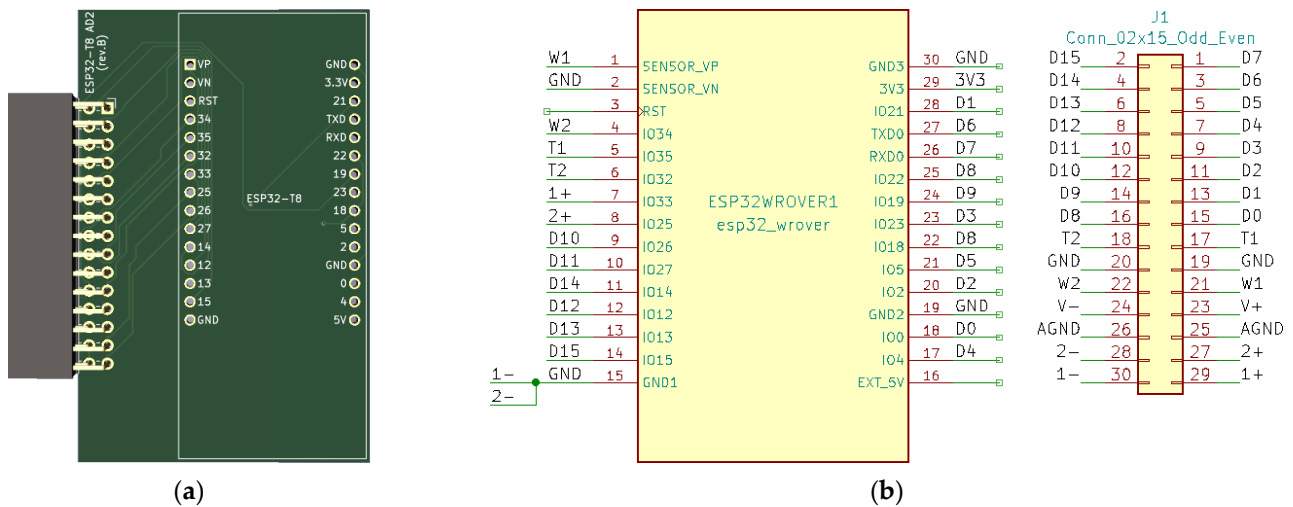 ESP32-T8 AD2
(rev.B)
VP GND
VN 3.3V
RST 21
34 TXD
35 RXD
32 22
33 19
25 23
ESP32-T8
26 18
27 5
14 2
12 GND
13 0
15 4
GND 5V
(a)
W1 1 SENSOR_VP GND3 30 GND
GND 2 SENSOR_VN 3V3 29 3V3
3 RST IO21 28 D1
W2 4 IO34 TXD0 27 D6
T1 5 IO35 RXD0 26 D7
T2 6 IO32 IO22 25 D8
1+ 7 IO33 IO19 24 D9
2+ 8 IO25 IO23 23 D3
D10 9 IO26 IO18 22 D8
D11 10 IO27 IO5 21 D5
D14 11 IO14 IO2 20 D2
D12 12 IO12 GND2 19 GND
D13 13 IO13 IO0 18 D0
D15 14 IO15 IO4 17 D4
1- GND 15 GND1 EXT_5V 16
2-
ESP32WROVER1
esp32_wrover
J1
Conn_02x15_Odd_Even
D15 2 1 D7
D14 4 3 D6
D13 6 5 D5
D12 8 7 D4
D11 10 9 D3
D10 12 11 D2
D9 14 13 D1
D8 16 15 D0
T2 18 17 T1
GND 20 19 GND
W2 22 21 W1
V- 24 23 V+
AGND 26 25 AGND
2- 28 27 2+
1- 30 29 1+
(b)